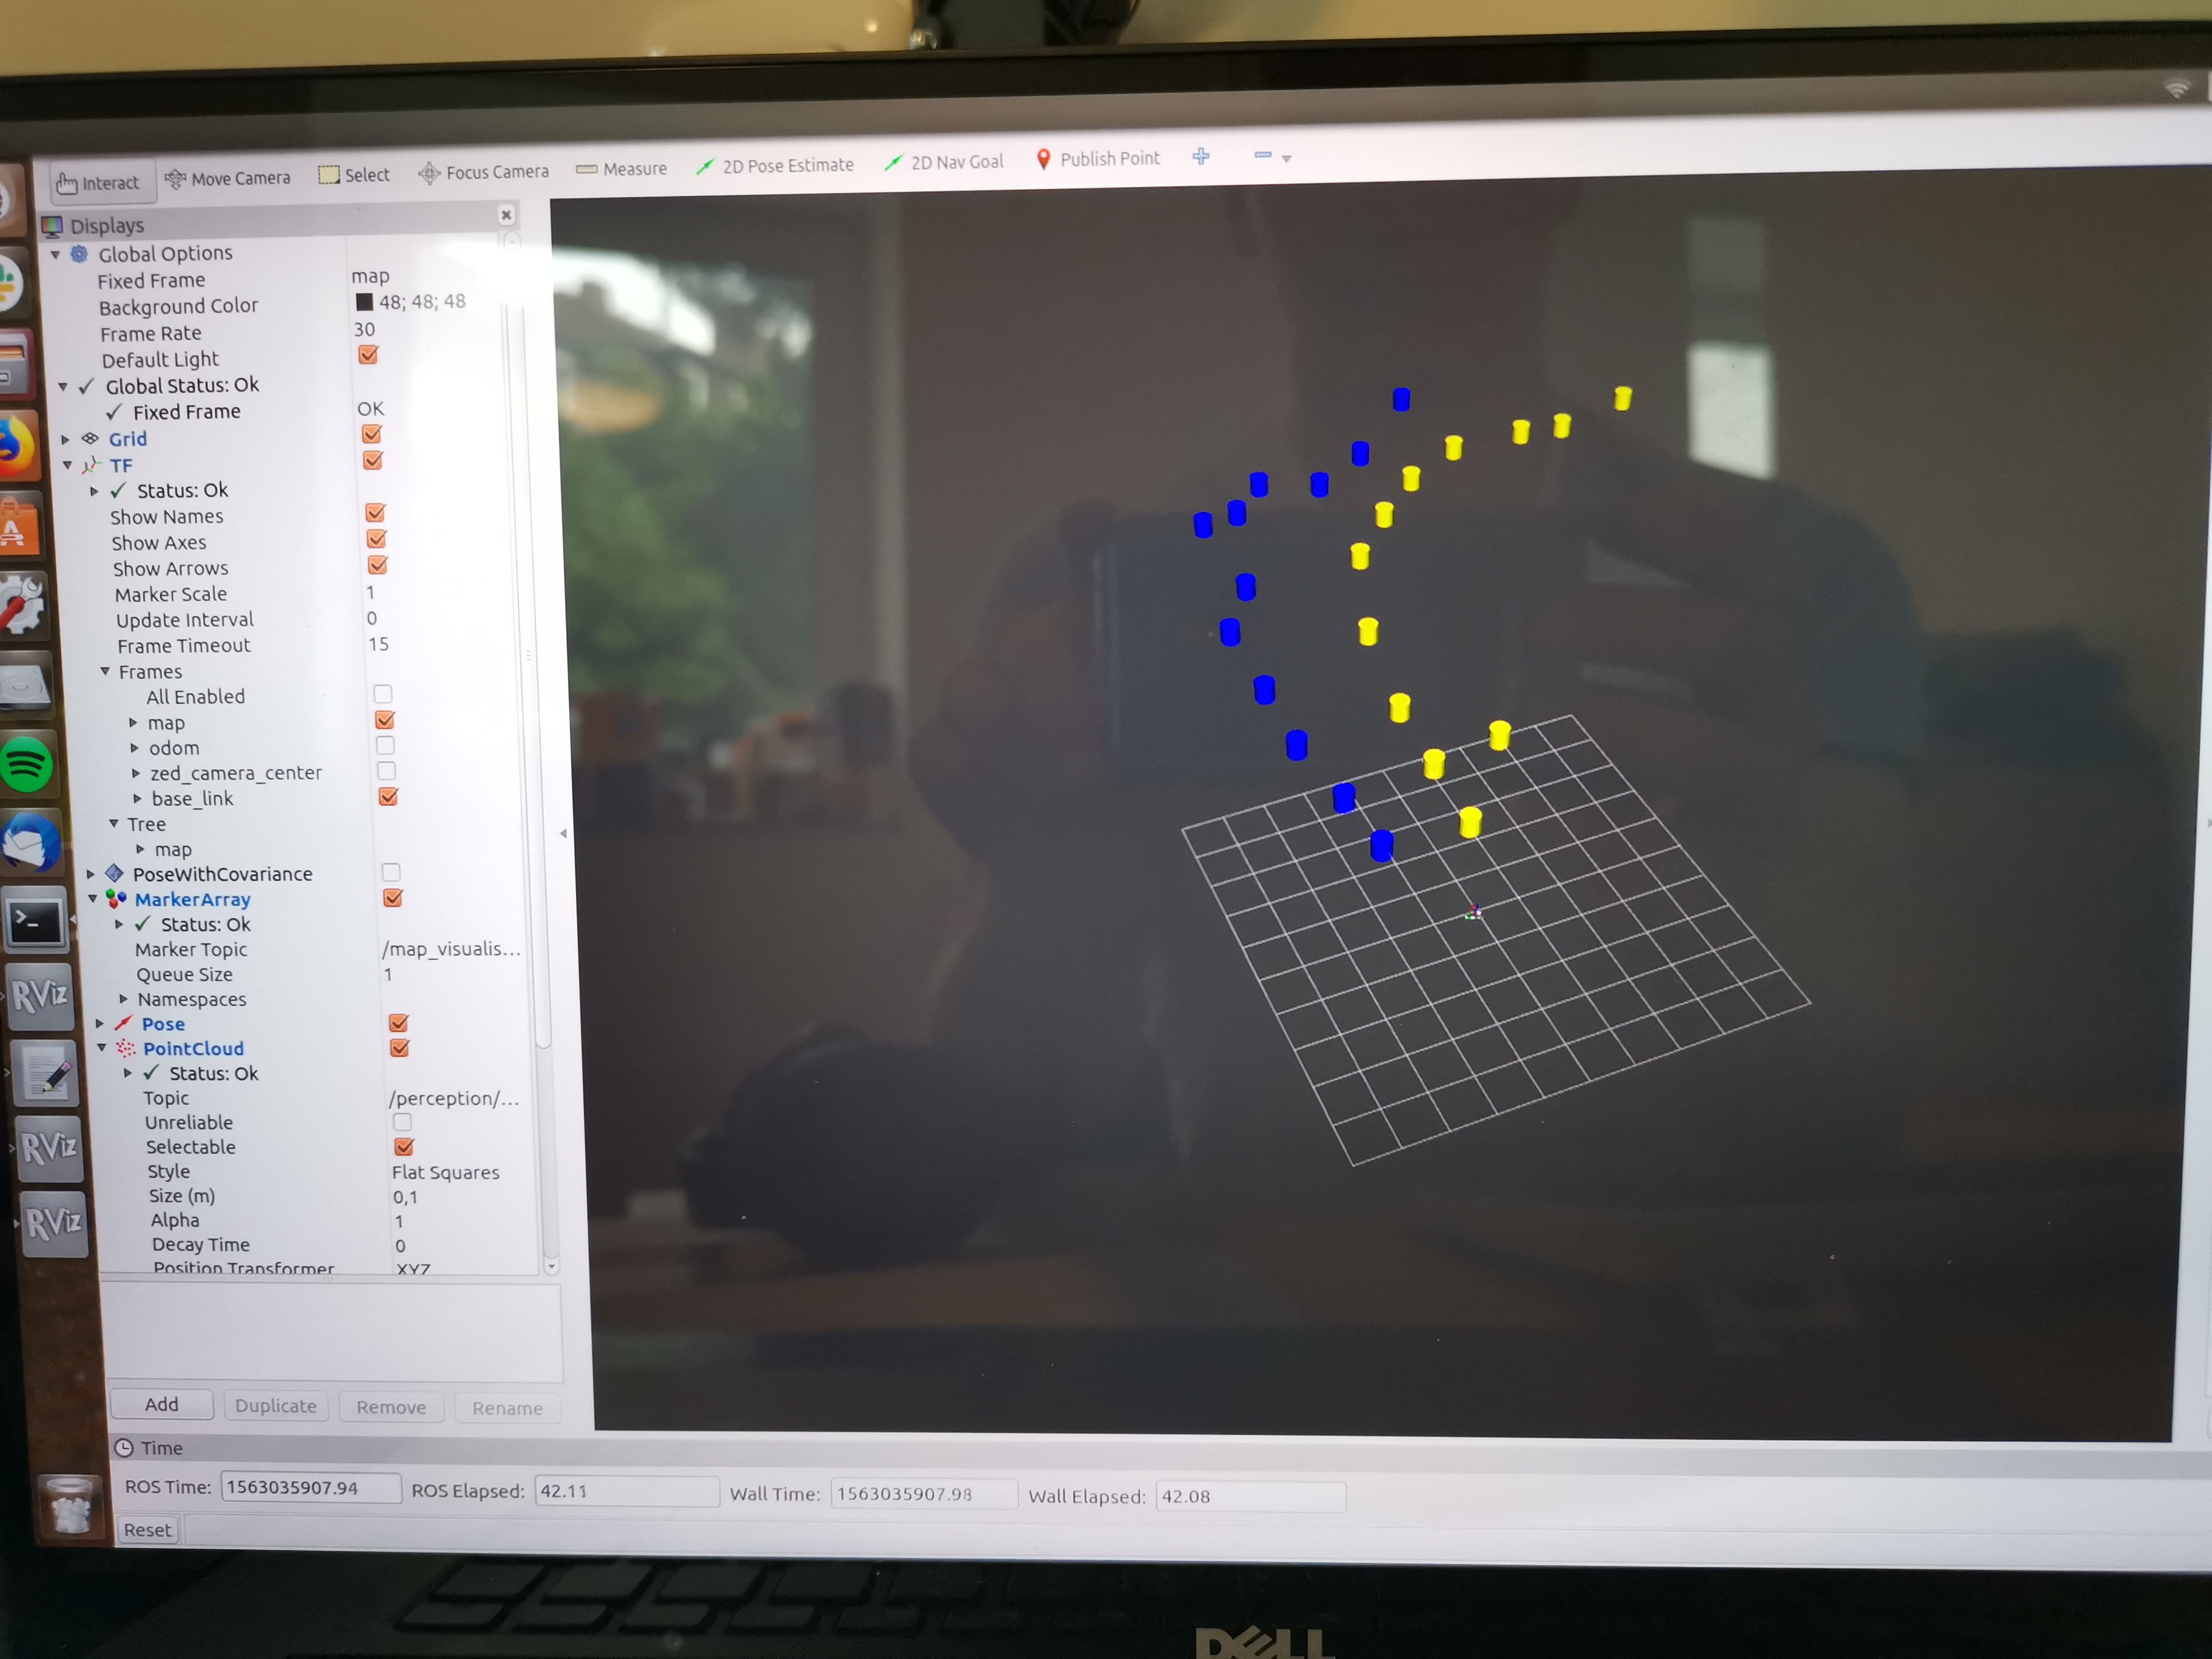 Interact Move Camera Select Focus Camera Measure 2D Pose Estimate 2D Nav Goal Publish Point
Displays
Global Options
Fixed Frame map
Background Color 48; 48; 48
Frame Rate 30
Default Light
Global Status: Ok
Fixed Frame OK
Grid
TF
Status: Ok
Show Names
Show Axes
Show Arrows
Marker Scale 1
Update Interval 0
Frame Timeout 15
Frames
All Enabled
map
odom
zed_camera_center
base_link
Tree
map
PoseWithCovariance
MarkerArray
Status: Ok
Marker Topic /map_visualis...
Queue Size 1
Namespaces
Pose
PointCloud
Status: Ok
Topic /perception/...
Unreliable
Selectable
Style Flat Squares
Size (m) 0,1
Alpha 1
Decay Time 0
Position Transformer XYZ
RViz
RViz
RViz
Add Duplicate Remove Rename
Time
ROS Time: 1563035907.94 ROS Elapsed: 42.11 Wall Time: 1563035907.98 Wall Elapsed: 42.08
Reset
DELL